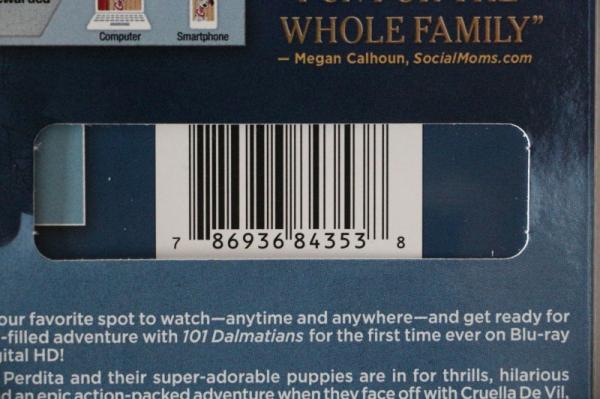 Computer Smartphone
WHOLE FAMILY”
— Megan Calhoun, SocialMoms.com
7 86936 84353 8
our favorite spot to watch—anytime and anywhere—and get ready for
-filled adventure with 101 Dalmatians for the first time ever on Blu-ray
gital HD!
Perdita and their super-adorable puppies are in for thrills, hilarious
d an epic action-packed adventure when they face off with Cruella De Vil,